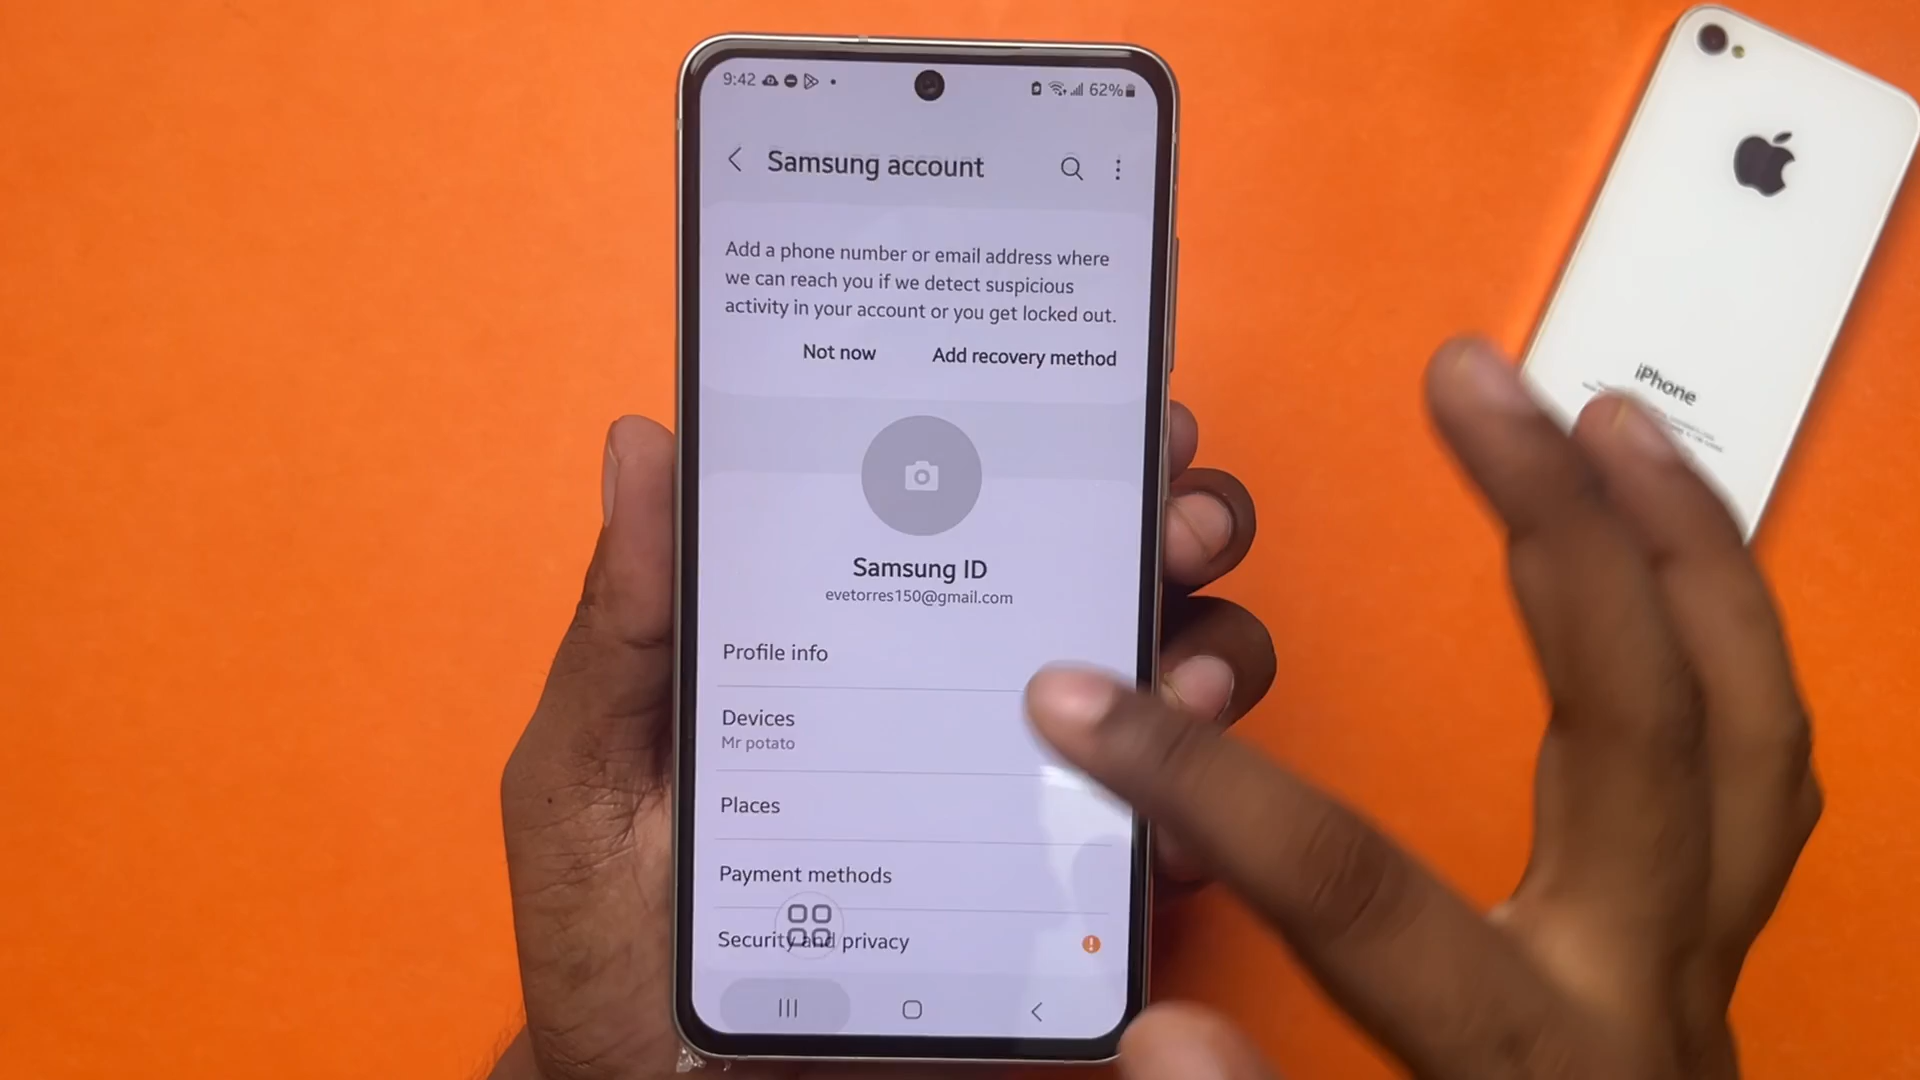 9:42
62%
Samsung account
Add a phone number or email address where
we can reach you if we detect suspicious
activity in your account or you get locked out.
Not now
Add recovery method
Samsung ID
evetorres150@gmail.com
Profile info
Devices
Mr potato
Places
Payment methods
Security and privacy
iPhone